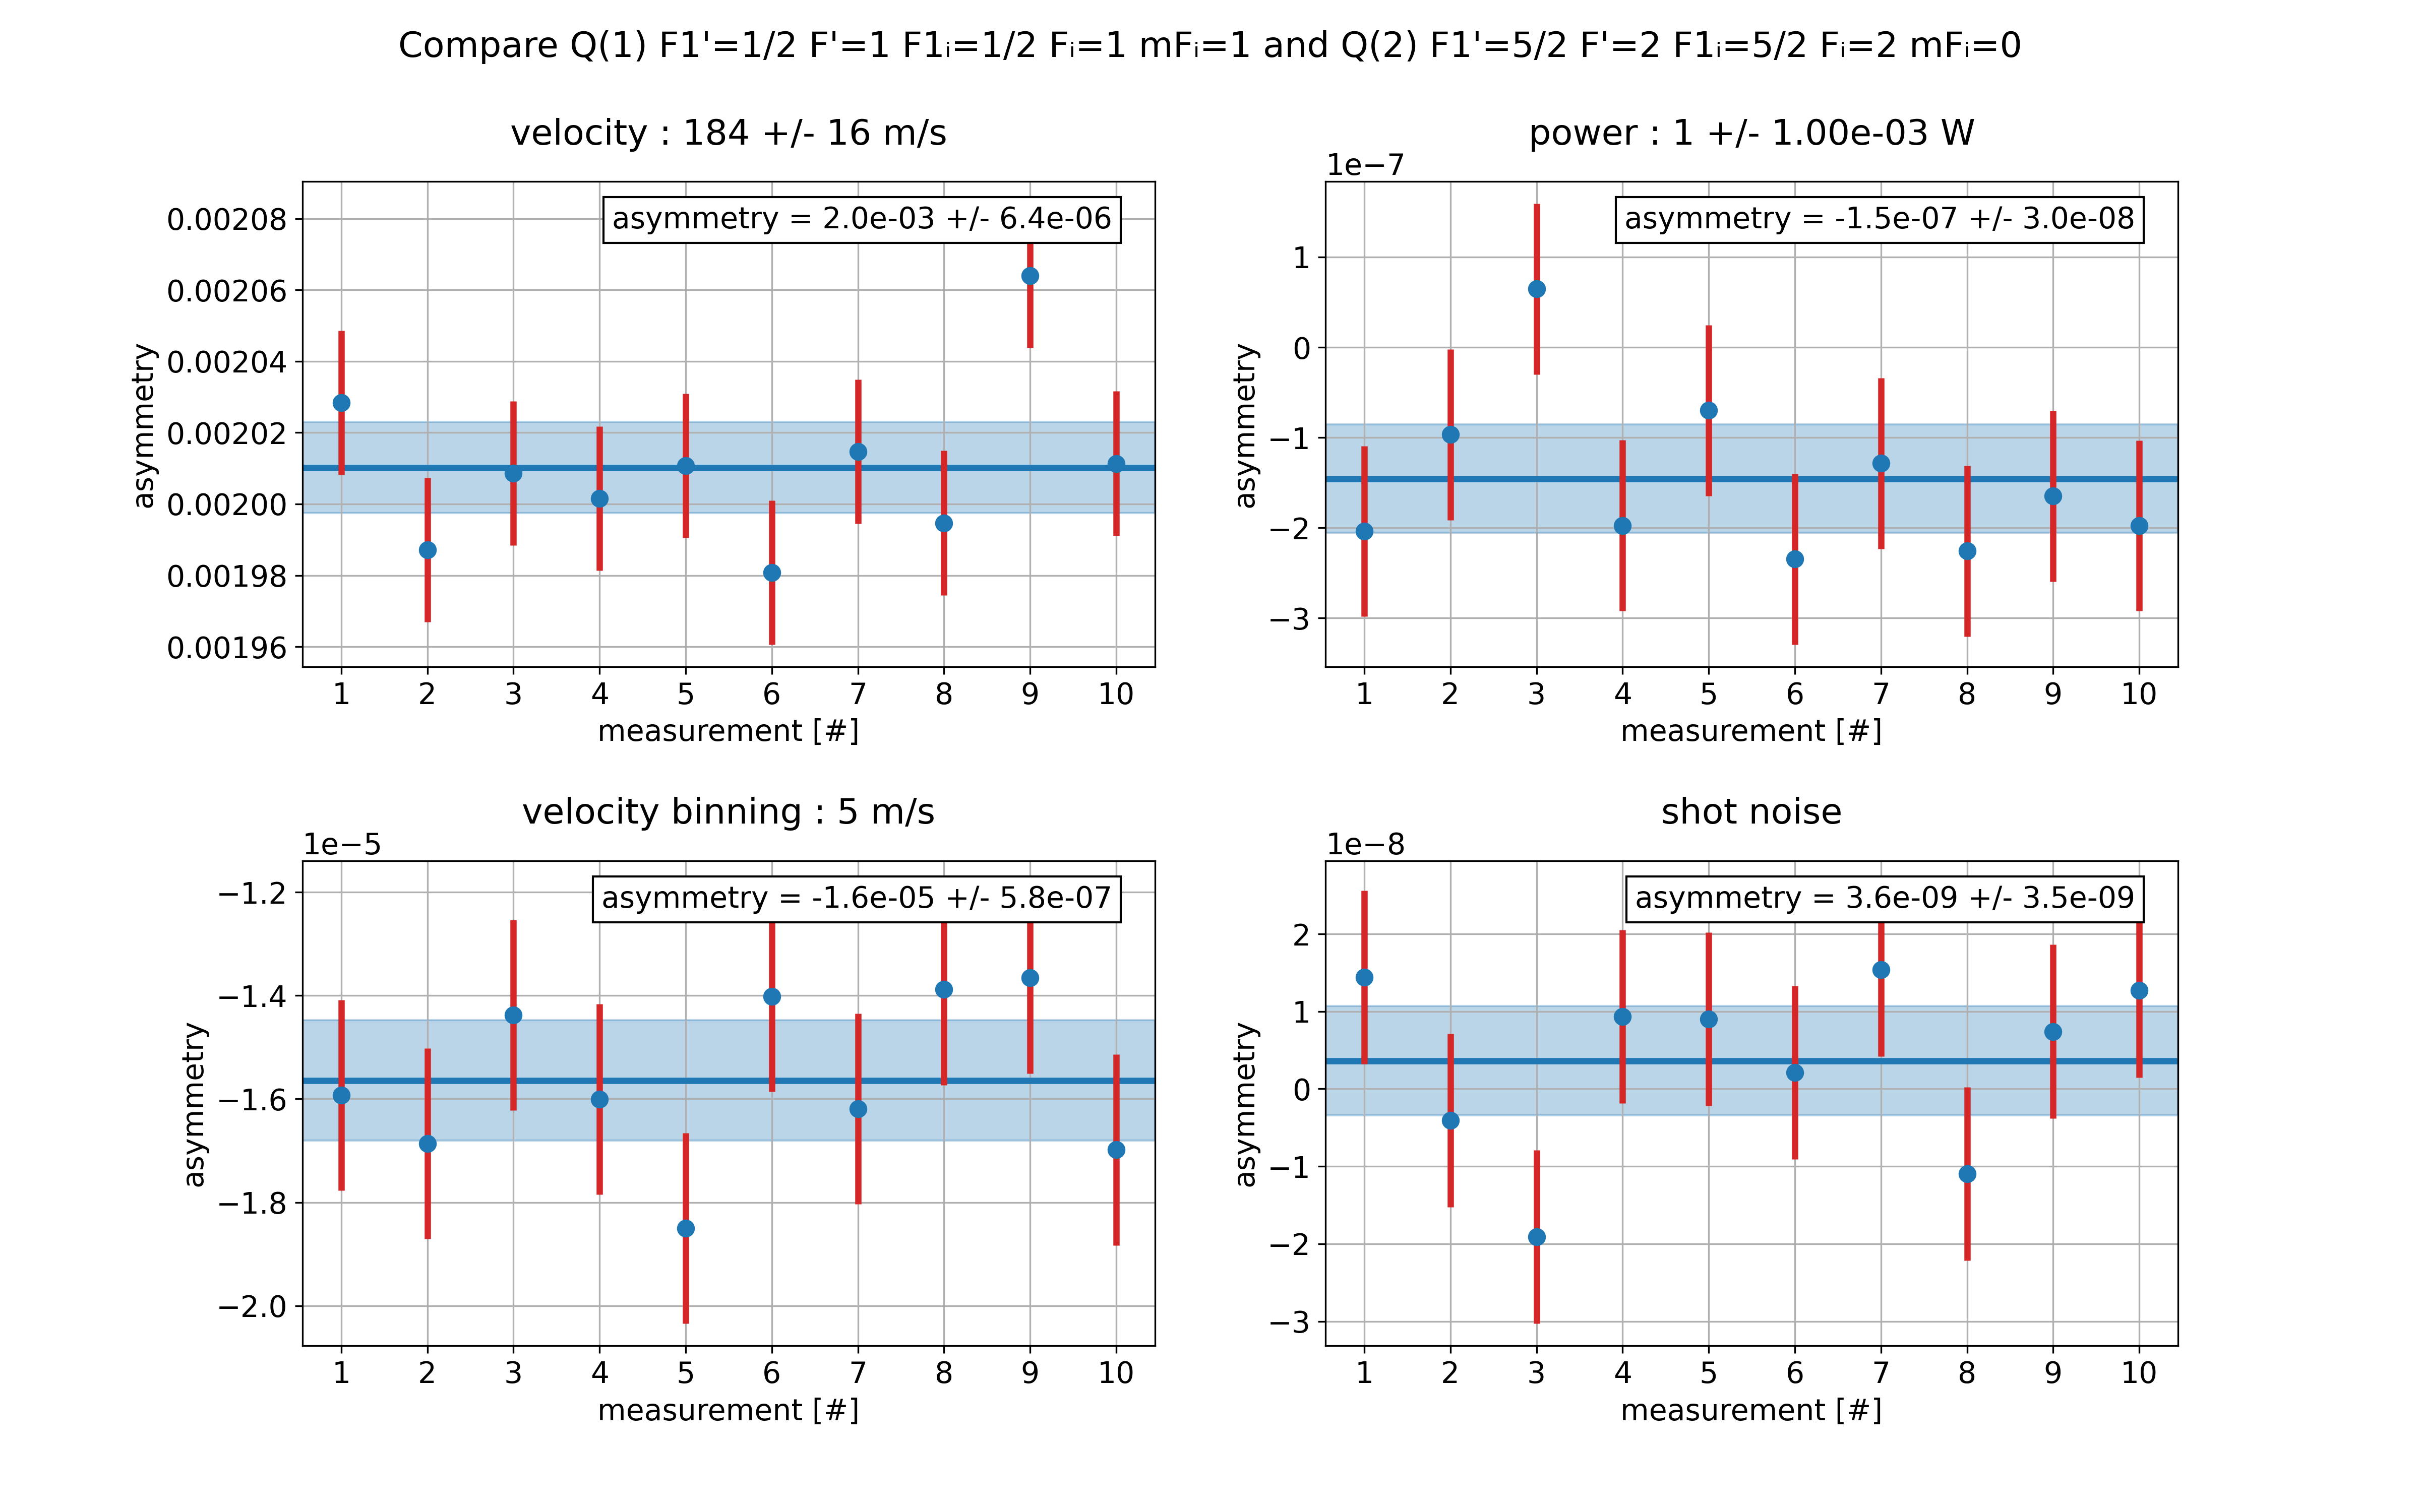 Compare Q(1) F1'=1/2 F'=1 F1ᵢ=1/2 Fᵢ=1 mFᵢ=1 and Q(2) F1'=5/2 F'=2 F1ᵢ=5/2 Fᵢ=2 mFᵢ=0
velocity : 184 +/- 16 m/s
asymmetry = 2.0e-03 +/- 6.4e-06
0.00208
0.00206
0.00204
0.00202
0.00200
0.00198
0.00196
asymmetry
1 2 3 4 5 6 7 8 9 10
measurement [#]
power : 1 +/- 1.00e-03 W
1e−7
asymmetry = -1.5e-07 +/- 3.0e-08
1
0
−1
−2
−3
asymmetry
1 2 3 4 5 6 7 8 9 10
measurement [#]
velocity binning : 5 m/s
1e−5
asymmetry = -1.6e-05 +/- 5.8e-07
−1.2
−1.4
−1.6
−1.8
−2.0
asymmetry
1 2 3 4 5 6 7 8 9 10
measurement [#]
shot noise
1e−8
asymmetry = 3.6e-09 +/- 3.5e-09
2
1
0
−1
−2
−3
asymmetry
1 2 3 4 5 6 7 8 9 10
measurement [#]